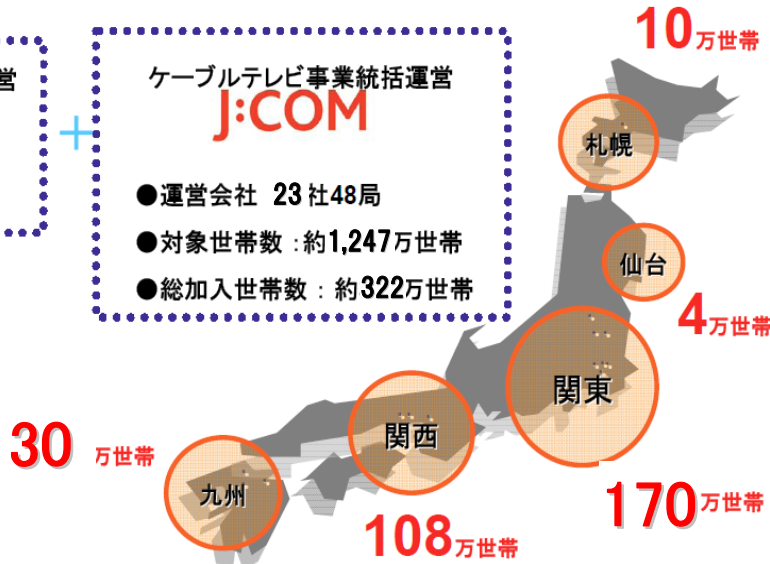 営
+
ケーブルテレビ事業統括運営
J:COM
●運営会社 23社48局
●対象世帯数：約1,247万世帯
●総加入世帯数：約322万世帯
10万世帯
札幌
仙台
4万世帯
関東
170万世帯
関西
108万世帯
30万世帯
九州